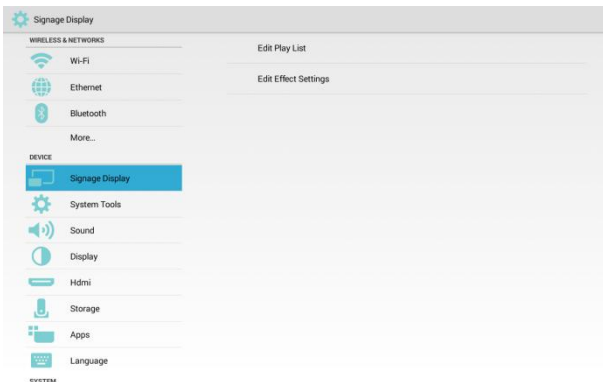 Signage Display
WIRELESS & NETWORKS
Wi-Fi
Ethernet
Bluetooth
More...
DEVICE
Signage Display
System Tools
Sound
Display
Hdmi
Storage
Apps
Language
SYSTEM
Edit Play List
Edit Effect Settings